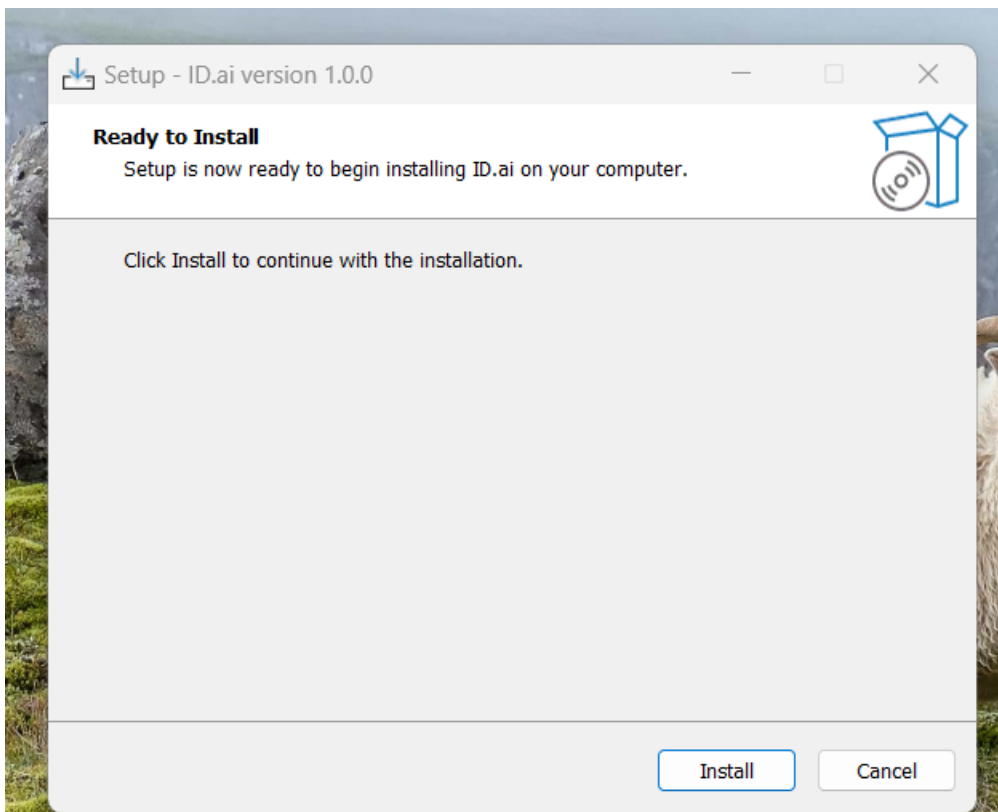 Setup - ID.ai version 1.0.0
Ready to Install
Setup is now ready to begin installing ID.ai on your computer.
Click Install to continue with the installation.
Install
Cancel